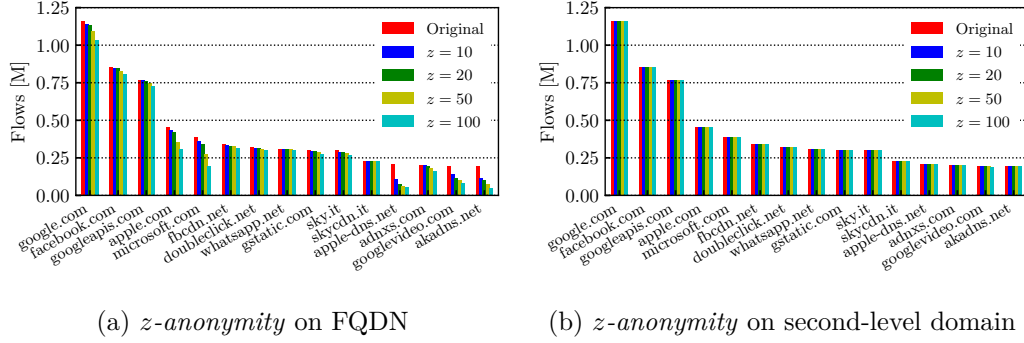 1.25
1.00
0.75
0.50
0.25
0.00
Flows [M]
Original
z = 10
z = 20
z = 50
z = 100
google.com
facebook.com
googleapis.com
apple.com
microsoft.com
fbcdn.net
doubleclick.net
whatsapp.net
gstatic.com
sky.it
skycdn.it
apple-dns.net
adnxs.com
googlevideo.com
akadns.net
(a) z-anonymity on FQDN
1.25
1.00
0.75
0.50
0.25
0.00
Flows [M]
Original
z = 10
z = 20
z = 50
z = 100
google.com
facebook.com
googleapis.com
apple.com
microsoft.com
fbcdn.net
doubleclick.net
whatsapp.net
gstatic.com
sky.it
skycdn.it
apple-dns.net
adnxs.com
googlevideo.com
akadns.net
(b) z-anonymity on second-level domain